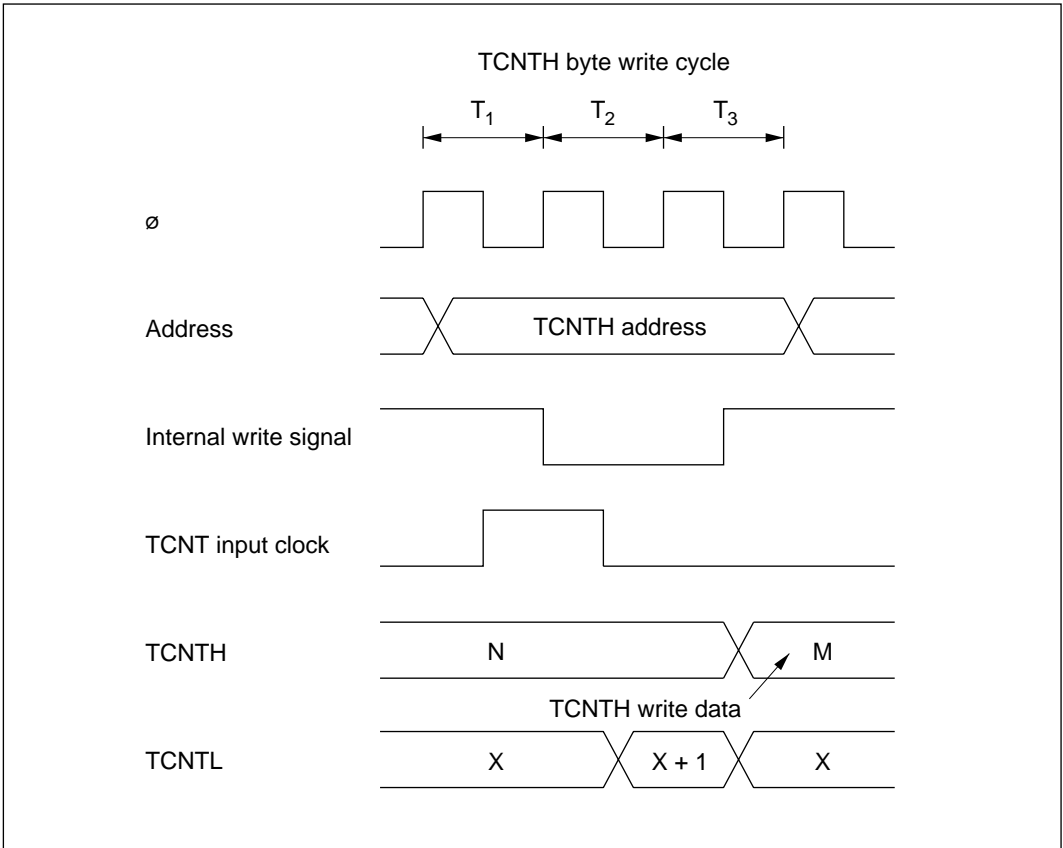 TCNTH byte write cycle
T1 T2 T3
ø
Address TCNTH address
Internal write signal
TCNT input clock
TCNTH N M
TCNTH write data
TCNTL X X + 1 X